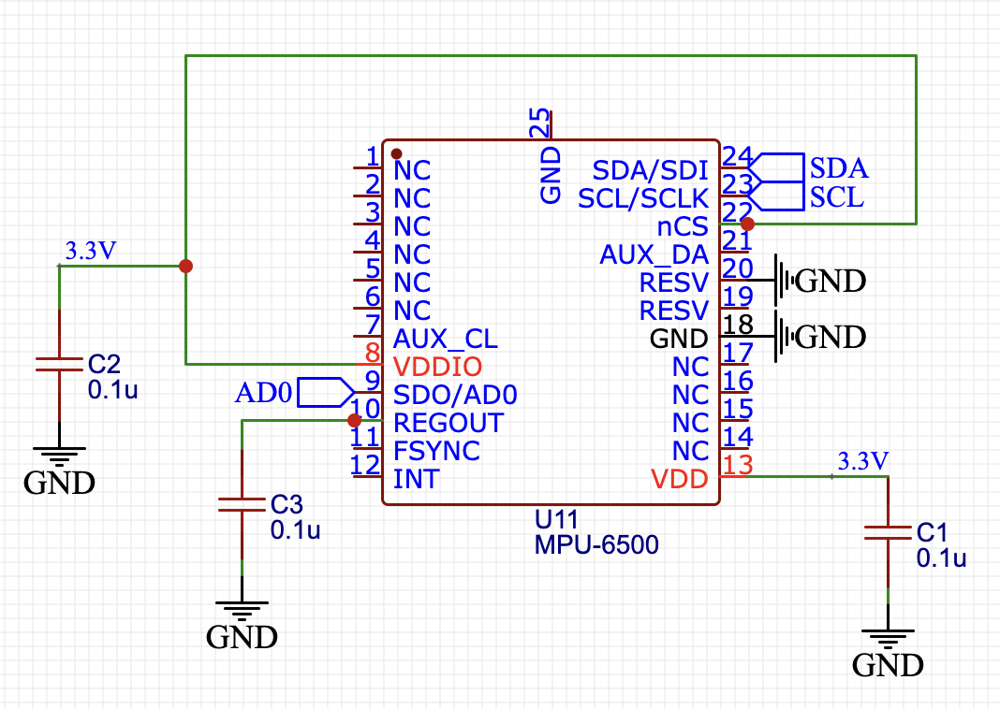 25
GND
1
NC
2
NC
3
NC
4
NC
5
NC
6
NC
7
AUX_CL
8
VDDIO
9
SDO/AD0
10
REGOUT
11
FSYNC
12
INT
24
SDA/SDI
SDA
23
SCL/SCLK
SCL
22
nCS
21
AUX_DA
20
RESV
GND
19
RESV
18
GND
GND
17
NC
16
NC
15
NC
14
NC
13
VDD
3.3V
C2
0.1u
GND
AD0
C3
0.1u
GND
U11
MPU-6500
3.3V
C1
0.1u
GND